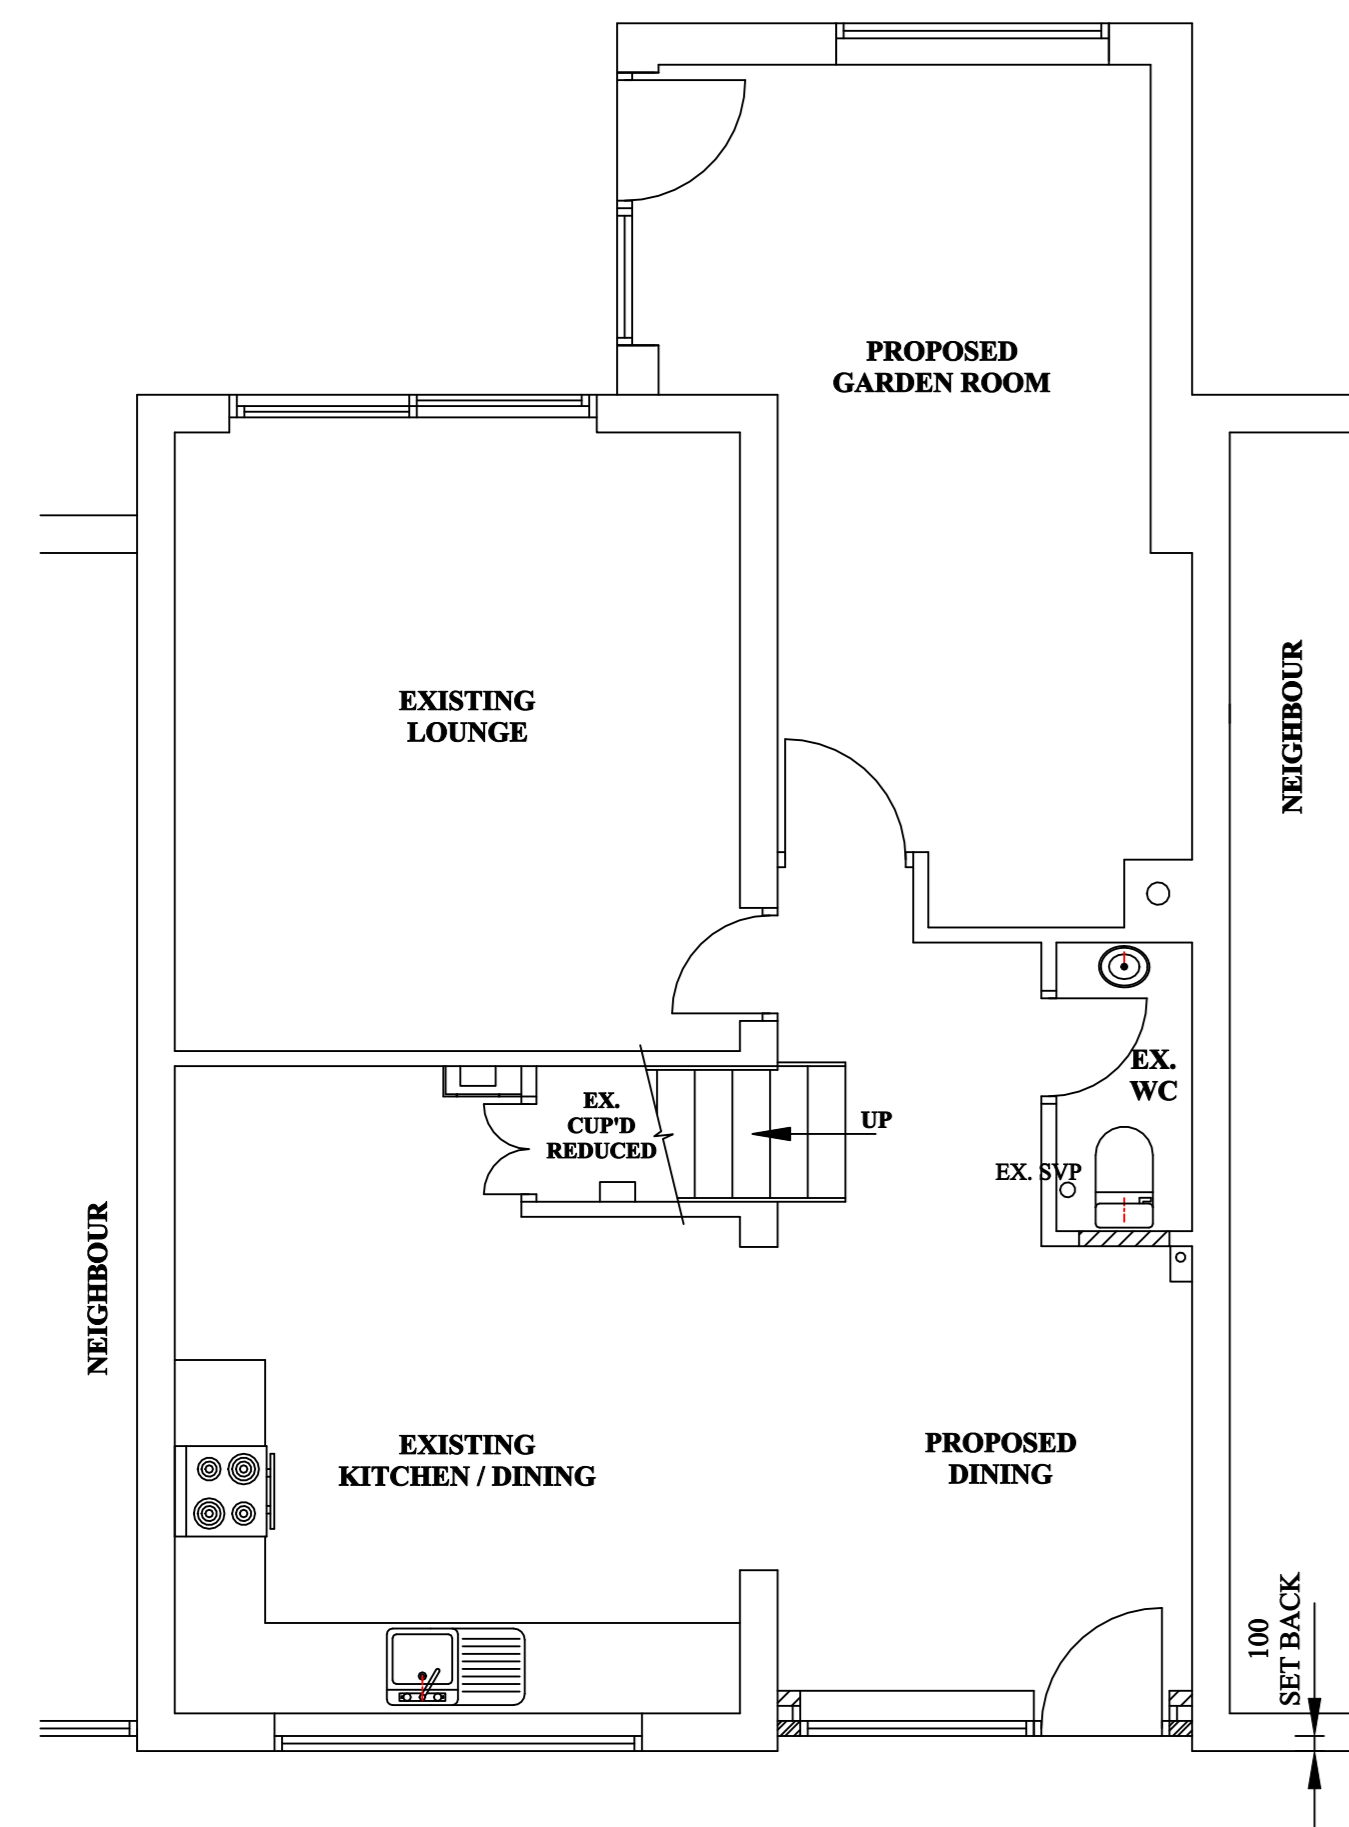 PROPOSED
GARDEN ROOM
EXISTING
LOUNGE
NEIGHBOUR
EX.
CUP'D
REDUCED
UP
EX.
WC
EX. SVP
NEIGHBOUR
EXISTING
KITCHEN / DINING
PROPOSED
DINING
100
SET BACK